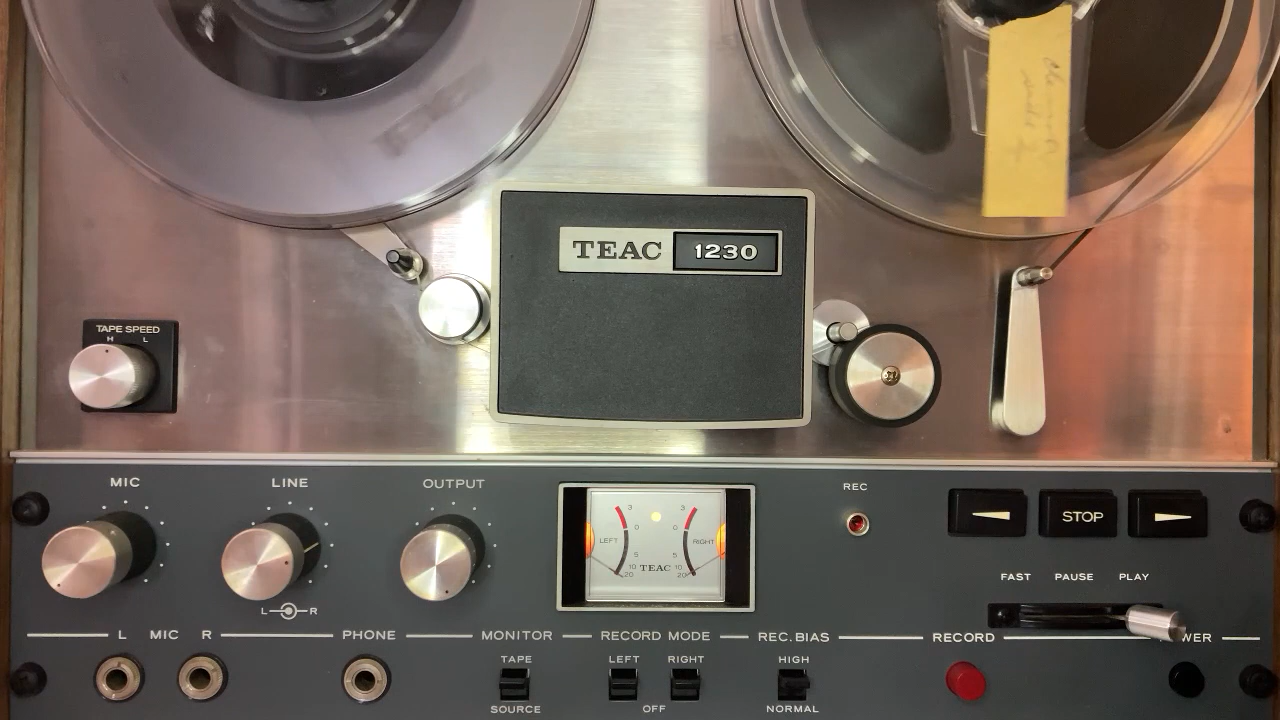 TEAC 1230
TAPE SPEED
H L
MIC LINE OUTPUT
L R
3 3
0 0
LEFT RIGHT
5 5
10 TEAC 10
20 20
REC
STOP
FAST PAUSE PLAY
L MIC R PHONE MONITOR RECORD MODE REC. BIAS RECORD WER
TAPE LEFT RIGHT HIGH
SOURCE OFF NORMAL